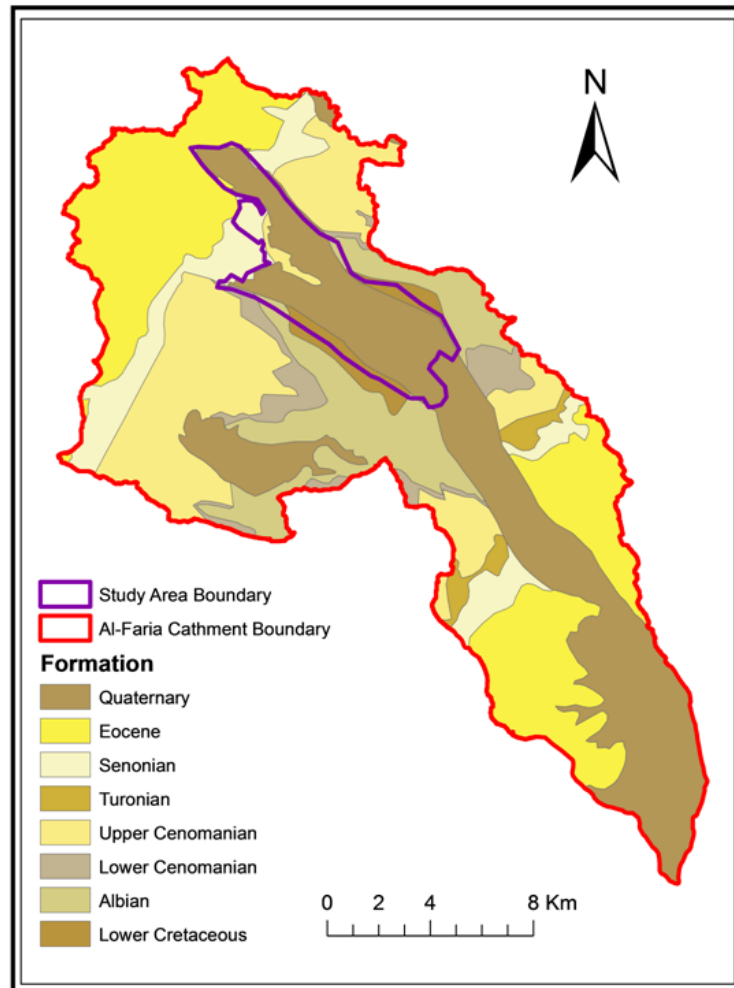 N
Study Area Boundary
Al-Faria Cathment Boundary
Formation
Quaternary
Eocene
Senonian
Turonian
Upper Cenomanian
Lower Cenomanian
Albian
Lower Cretaceous
0 2 4 8 Km